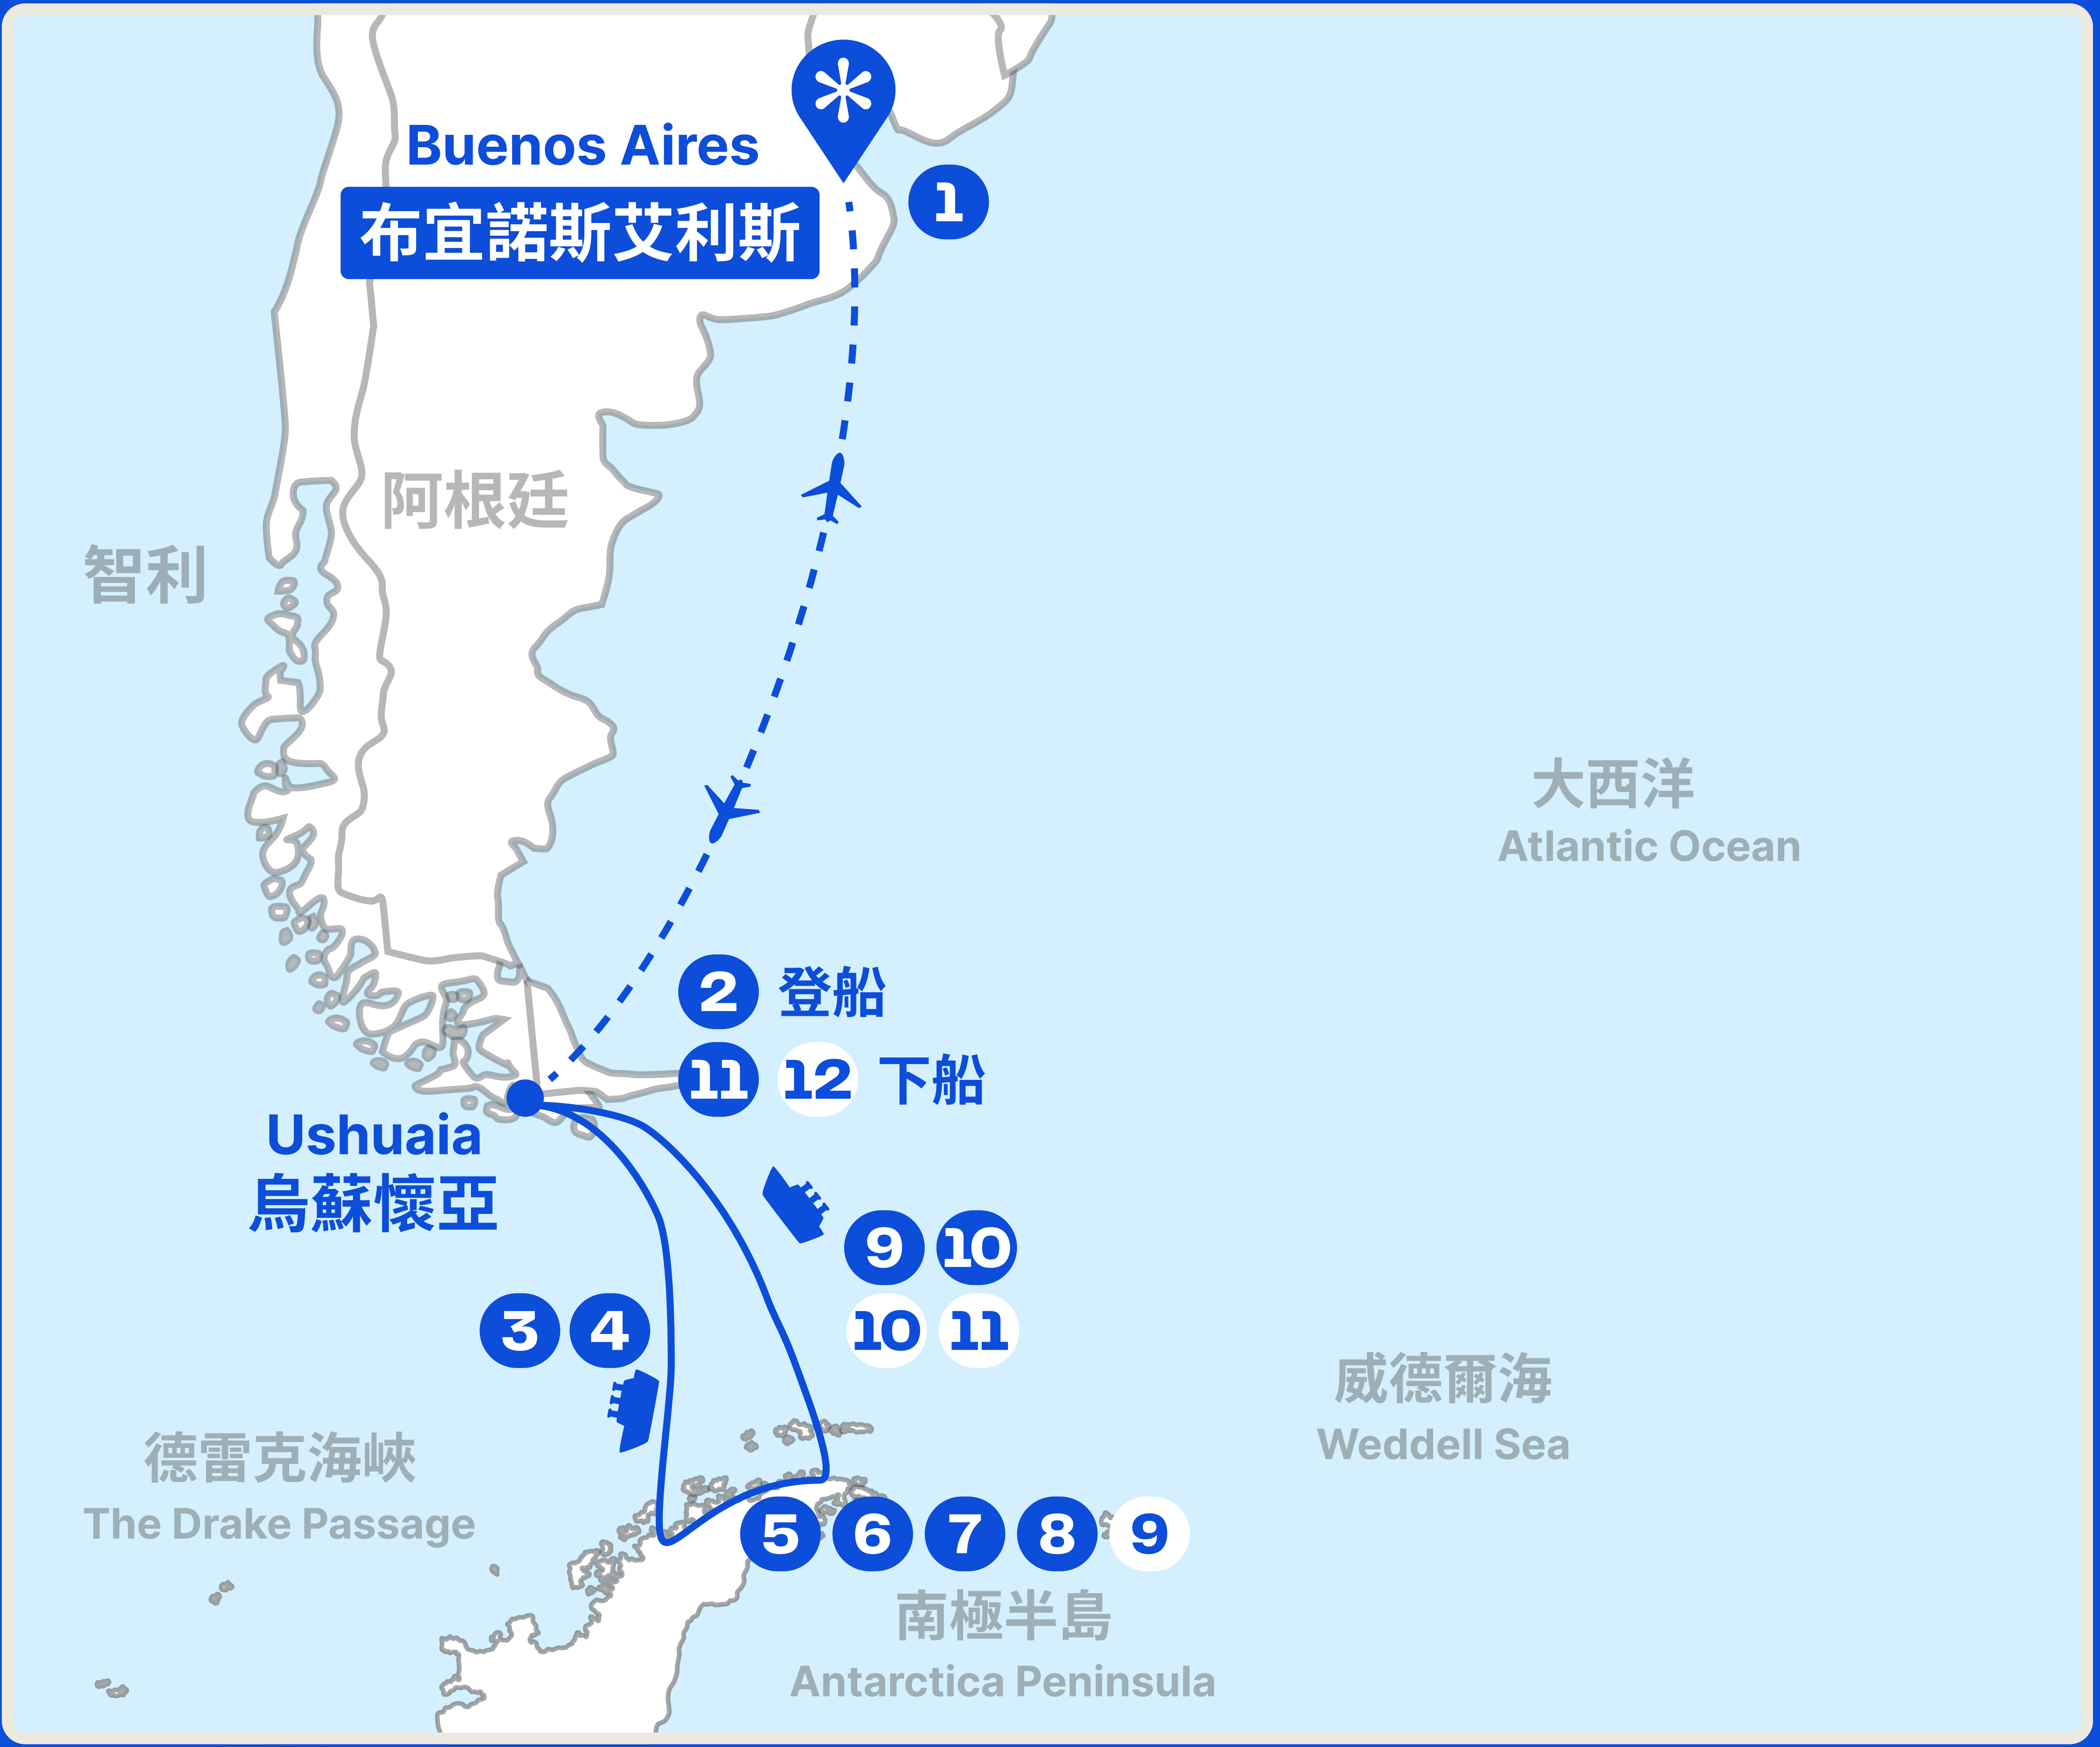 Buenos Aires
布宜諾斯艾利斯
1
阿根廷
智利
大西洋
Atlantic Ocean
2 登船
11 12 下船
Ushuaia
烏蘇懷亞
9 10
10 11
3 4
威德爾海
Weddell Sea
德雷克海峽
The Drake Passage
5 6 7 8 9
南極半島
Antarctica Peninsula